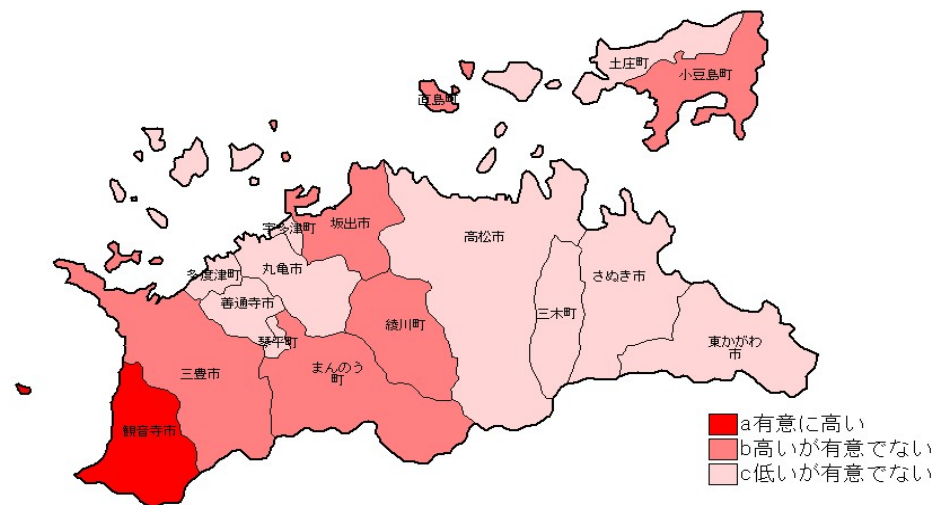 土庄町
小豆島町
直島町
宇多津町
坂出市
高松市
多度津町
丸亀市
さぬき市
善通寺市
三木町
綾川町
琴平町
東かがわ
市
三豊市
まんのう
町
観音寺市
a有意に高い
b高いが有意でない
c低いが有意でない